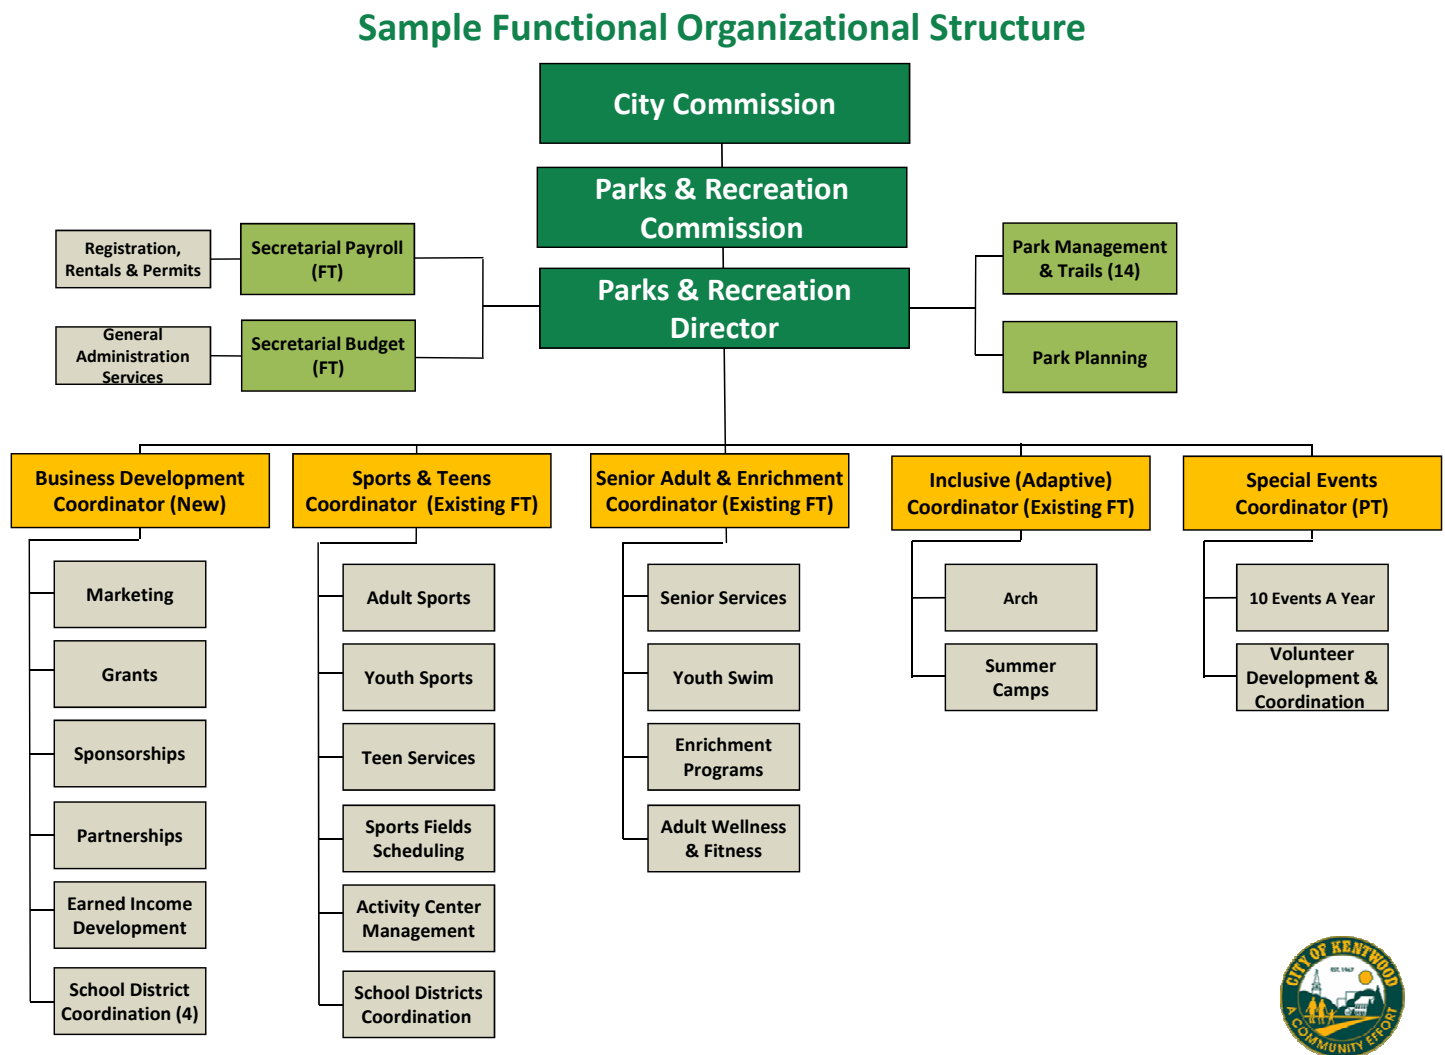 Sample Functional Organizational Structure
City Commission
Parks & Recreation
Commission
Registration,
Rentals & Permits
Secretarial Payroll
(FT)
Parks & Recreation
Director
Park Management
& Trails (14)
General
Administration
Services
Secretarial Budget
(FT)
Park Planning
Business Development
Coordinator (New)
Sports & Teens
Coordinator (Existing FT)
Senior Adult & Enrichment
Coordinator (Existing FT)
Inclusive (Adaptive)
Coordinator (Existing FT)
Special Events
Coordinator (PT)
Marketing
Grants
Sponsorships
Partnerships
Earned Income
Development
School District
Coordination (4)
Adult Sports
Youth Sports
Teen Services
Sports Fields
Scheduling
Activity Center
Management
School Districts
Coordination
Senior Services
Youth Swim
Enrichment
Programs
Adult Wellness
& Fitness
Arch
Summer
Camps
10 Events A Year
Volunteer
Development &
Coordination
CITY OF KENTWOOD
EST. 1967
A COMMUNITY EFFORT